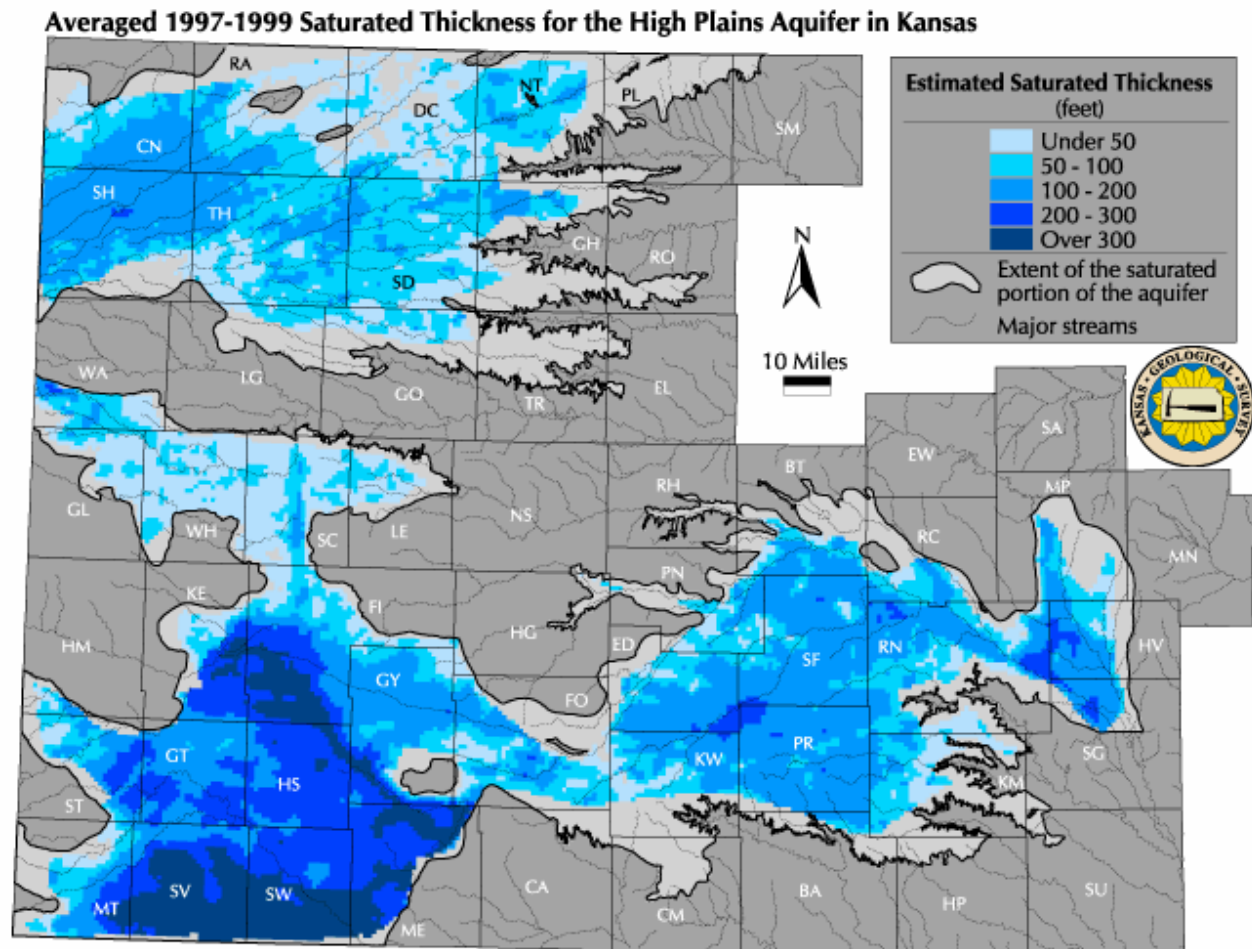 Averaged 1997-1999 Saturated Thickness for the High Plains Aquifer in Kansas
Estimated Saturated Thickness
(feet)
Under 50
50 - 100
100 - 200
200 - 300
Over 300
Extent of the saturated
portion of the aquifer
Major streams
N
10 Miles
KANSAS · GEOLOGICAL · SURVEY
RA
DC
NT
PL
SM
CN
SH
TH
SD
GH
RO
WA
LG
GO
TR
EL
GL
WH
SC
LE
NS
RH
BT
EW
SA
MP
RC
MN
KE
FI
HG
PN
HM
ED
SF
RN
HV
GY
FO
GT
HS
KW
PR
SG
KM
ST
MT
SV
SW
ME
CA
CM
BA
HP
SU